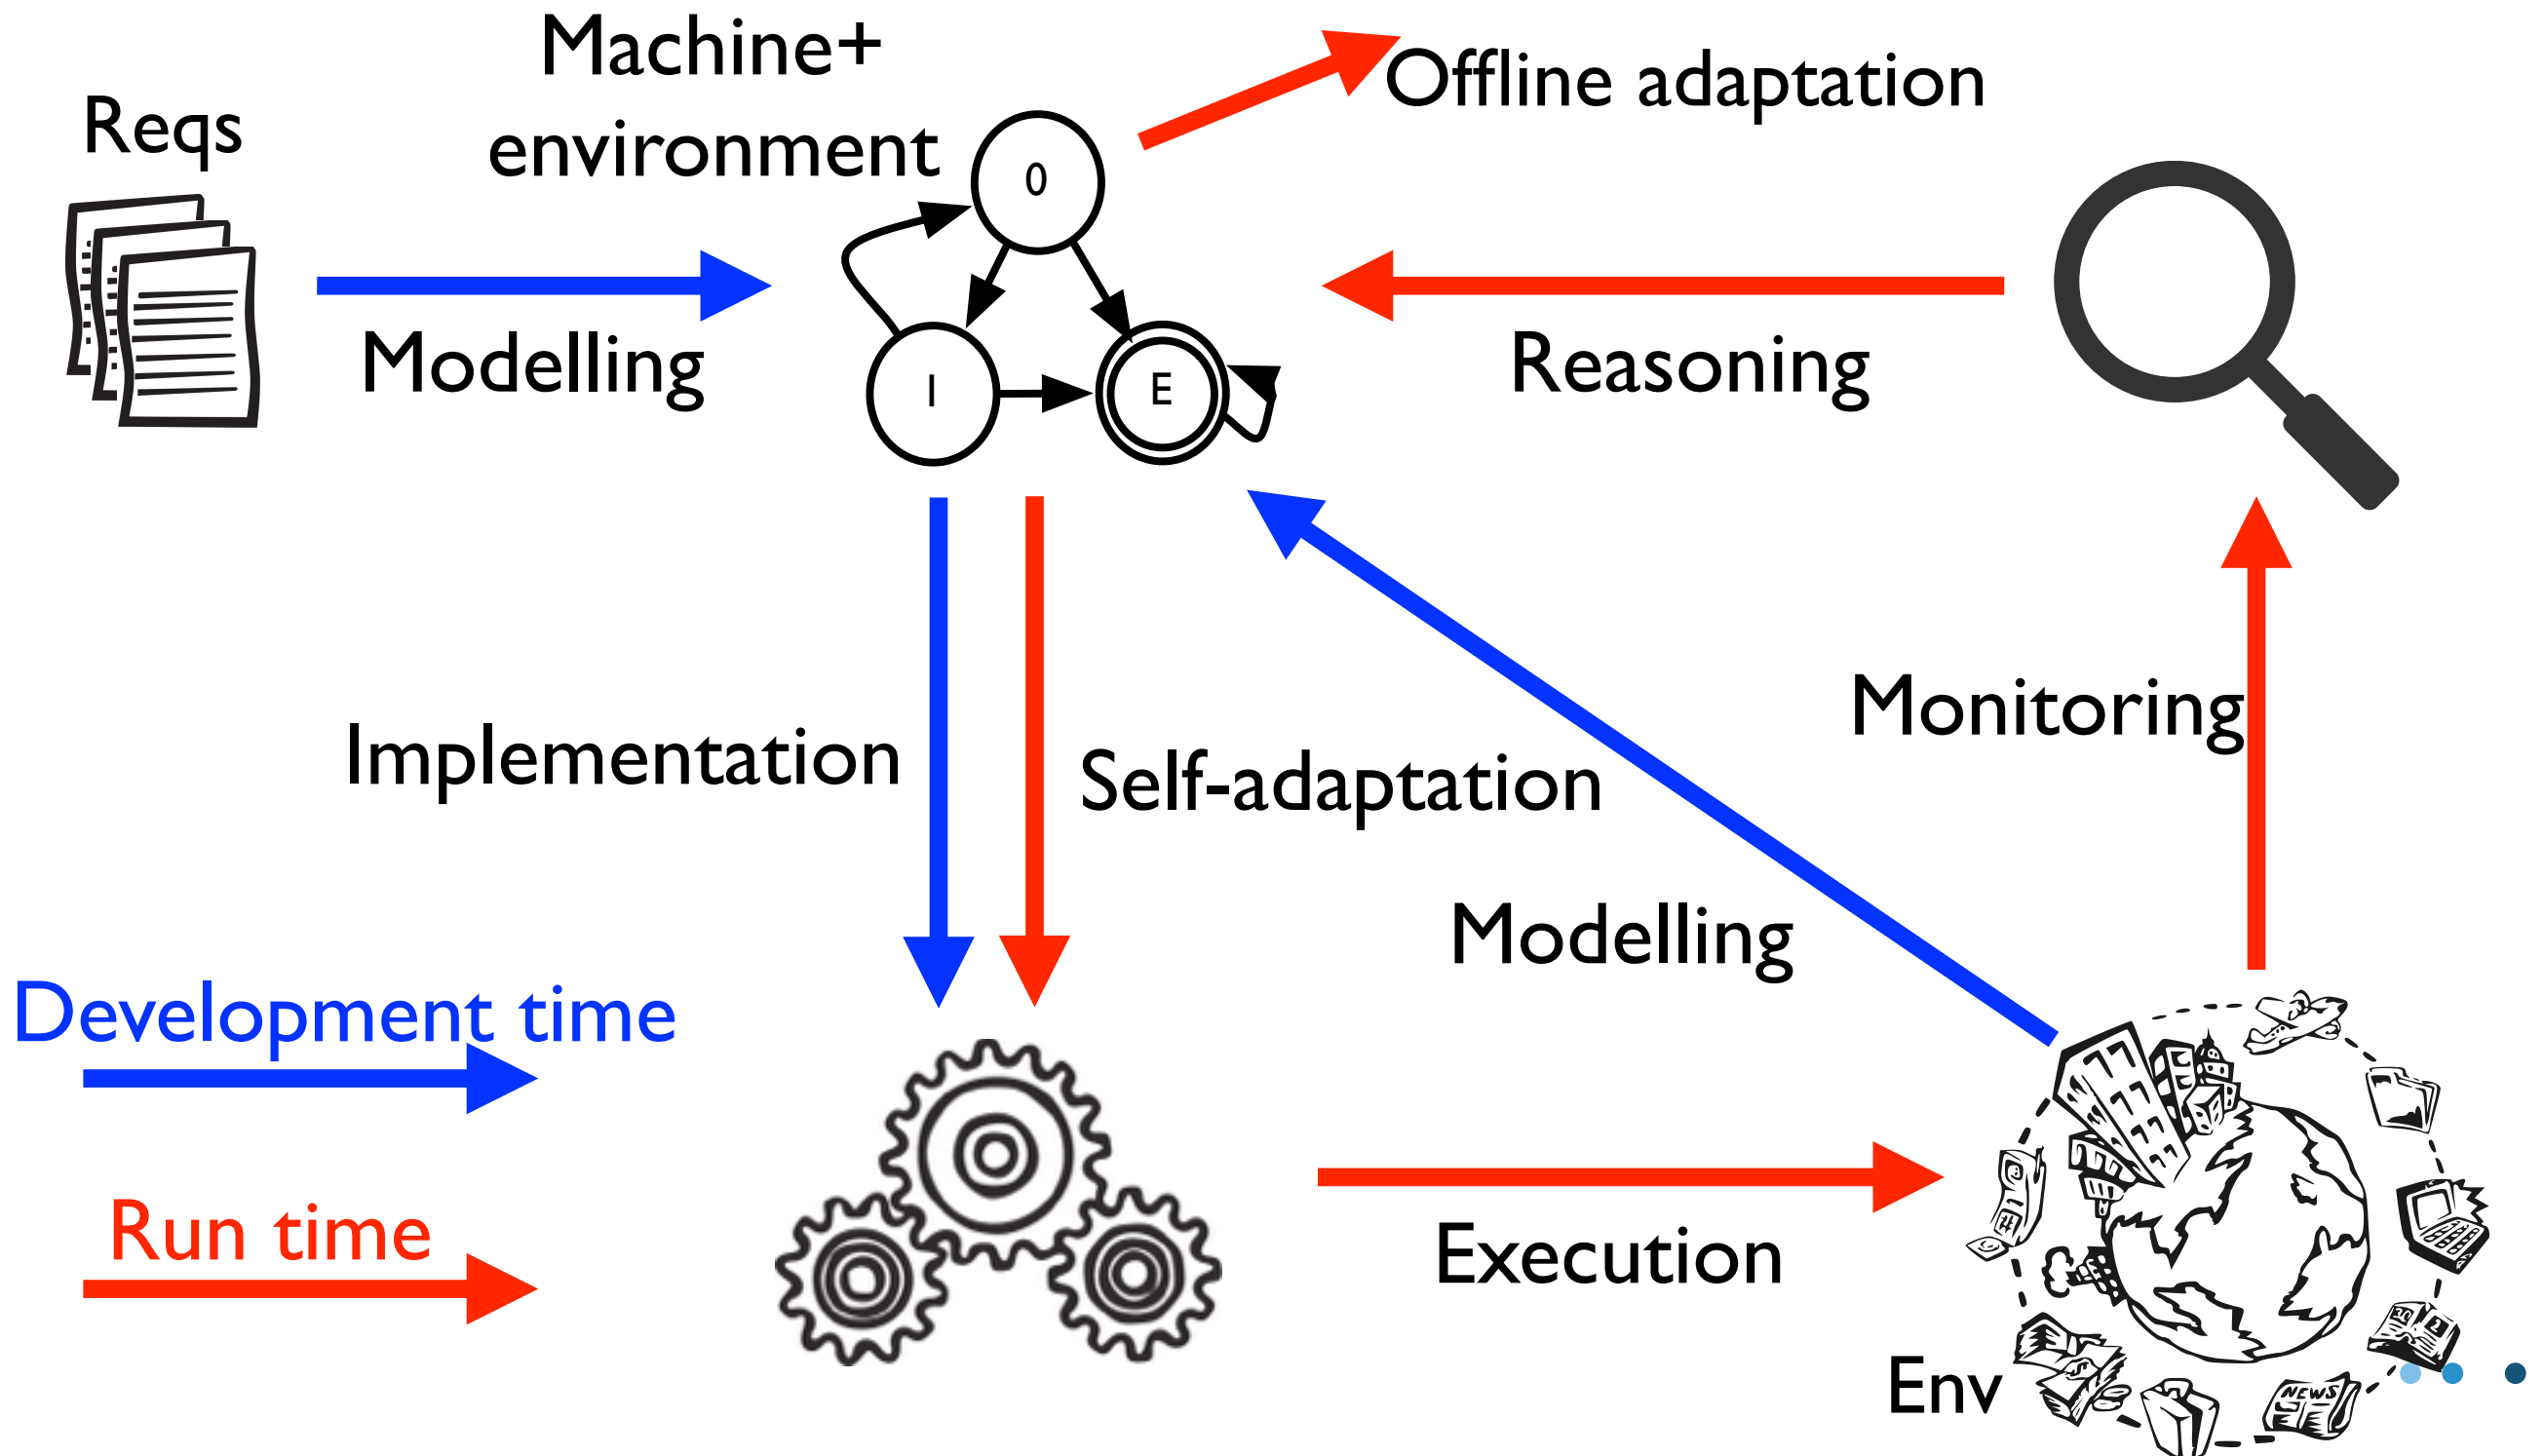 Machine+
environment
Offline adaptation
Reqs
0
Modelling
Reasoning
I
E
Monitoring
Implementation
Self-adaptation
Modelling
Development time
Run time
Execution
Env
NEWS